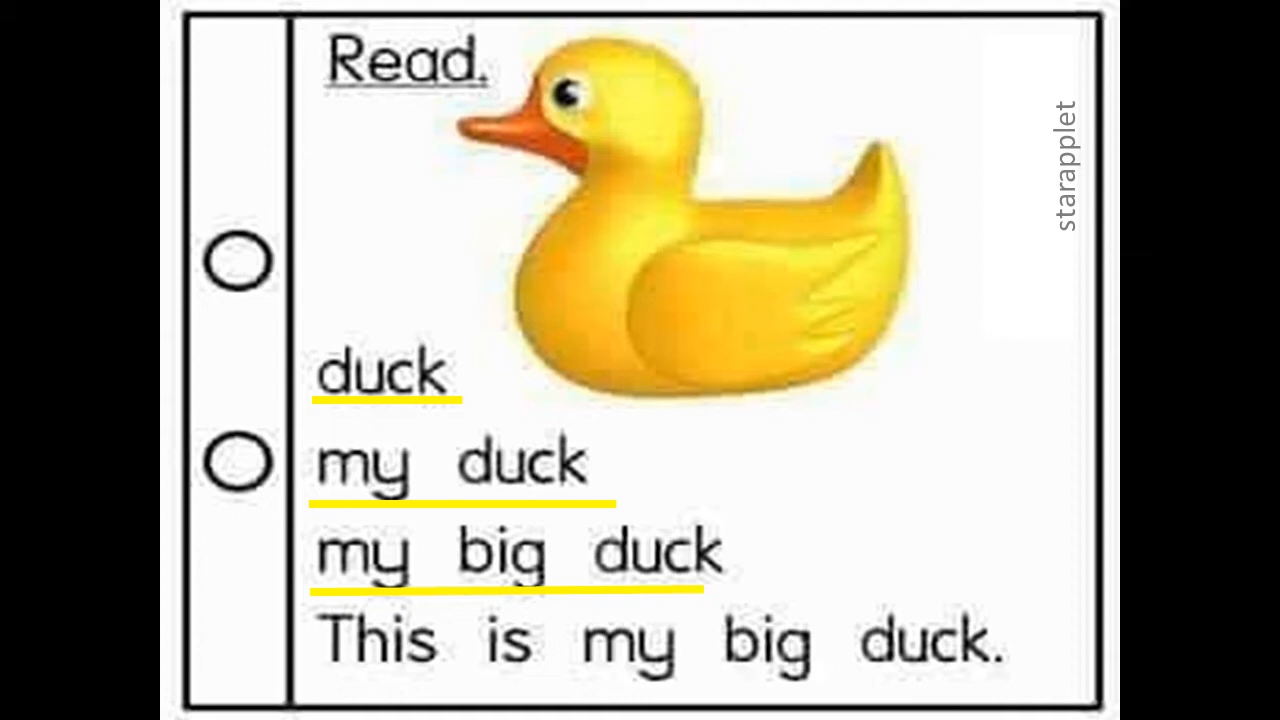 Read.
starapplet
duck
my duck
my big duck
This is my big duck.